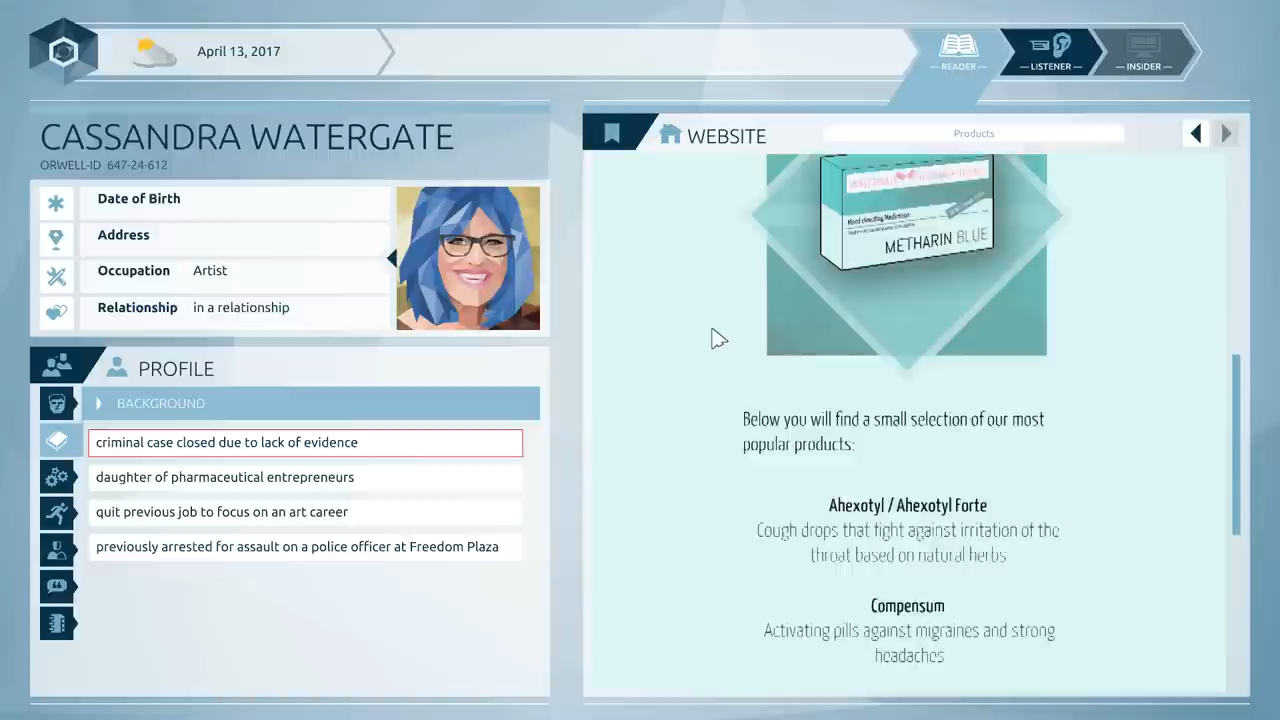 April 13, 2017
— READER —
— LISTENER —
— INSIDER —
CASSANDRA WATERGATE
ORWELL-ID 647-24-612
Date of Birth
Address
Occupation Artist
Relationship in a relationship
PROFILE
BACKGROUND
criminal case closed due to lack of evidence
daughter of pharmaceutical entrepreneurs
quit previous job to focus on an art career
previously arrested for assault on a police officer at Freedom Plaza
WEBSITE
Products
Mood elevating Medication
METHARIN BLUE
Below you will find a small selection of our most
popular products:
Ahexotyl / Ahexotyl Forte
Cough drops that fight against irritation of the
throat based on natural herbs
Compensum
Activating pills against migraines and strong
headaches